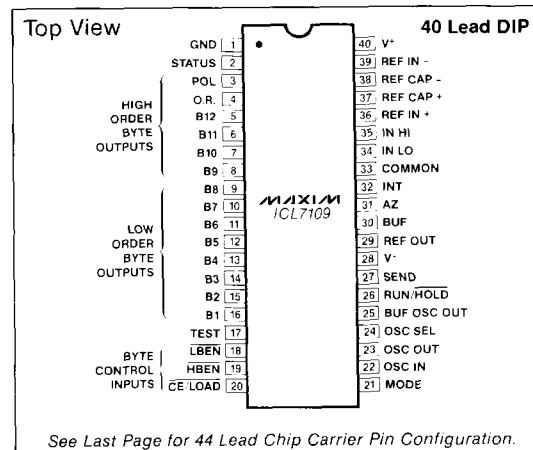 Top View
40 Lead DIP
GND 1
STATUS 2
POL 3
O.R. 4
B12 5
B11 6
B10 7
B9 8
B8 9
B7 10
B6 11
B5 12
B4 13
B3 14
B2 15
B1 16
TEST 17
LBEN 18
HBEN 19
CE/LOAD 20
HIGH
ORDER
BYTE
OUTPUTS
LOW
ORDER
BYTE
OUTPUTS
BYTE
CONTROL
INPUTS
MAXIM
ICL7109
40 V+
39 REF IN -
38 REF CAP -
37 REF CAP +
36 REF IN +
35 IN HI
34 IN LO
33 COMMON
32 INT
31 AZ
30 BUF
29 REF OUT
28 V-
27 SEND
26 RUN/HOLD
25 BUF OSC OUT
24 OSC SEL
23 OSC OUT
22 OSC IN
21 MODE
See Last Page for 44 Lead Chip Carrier Pin Configuration.